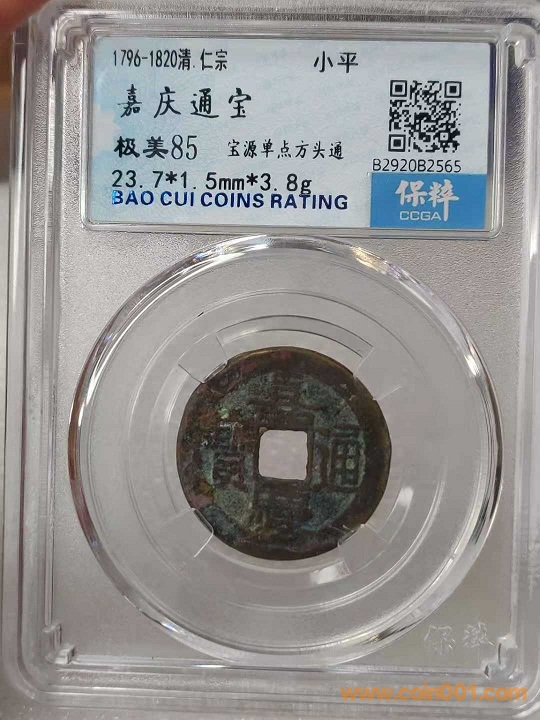 1796-1820清.仁宗 小平
嘉庆通宝
极美85 宝源单点方头通
23.7*1.5mm*3.8g
BAO CUI COINS RATING
B2920B2565
保粹
CCGA
嘉慶通寶
保粹
www.coin001.com